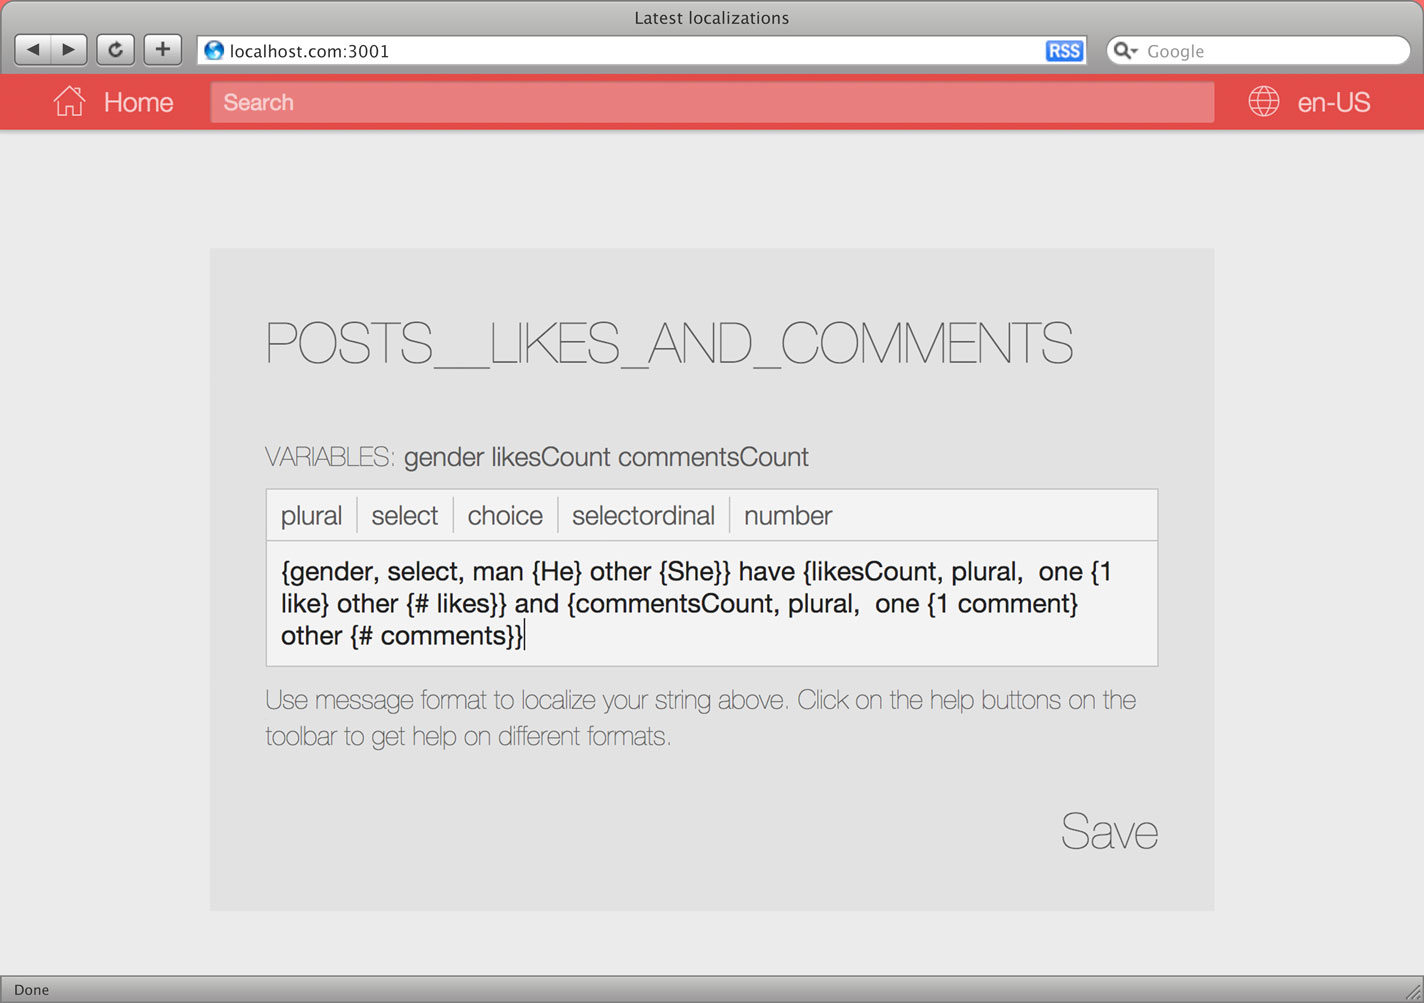 Latest localizations
localhost.com:3001 RSS Google
Home Search en-US
POSTS__LIKES_AND_COMMENTS
VARIABLES: gender likesCount commentsCount
plural select choice selectordinal number
{gender, select, man {He} other {She}} have {likesCount, plural,  one {1
like} other {# likes}} and {commentsCount, plural,  one {1 comment}
other {# comments}}
Use message format to localize your string above. Click on the help buttons on the
toolbar to get help on different formats.
Save
Done